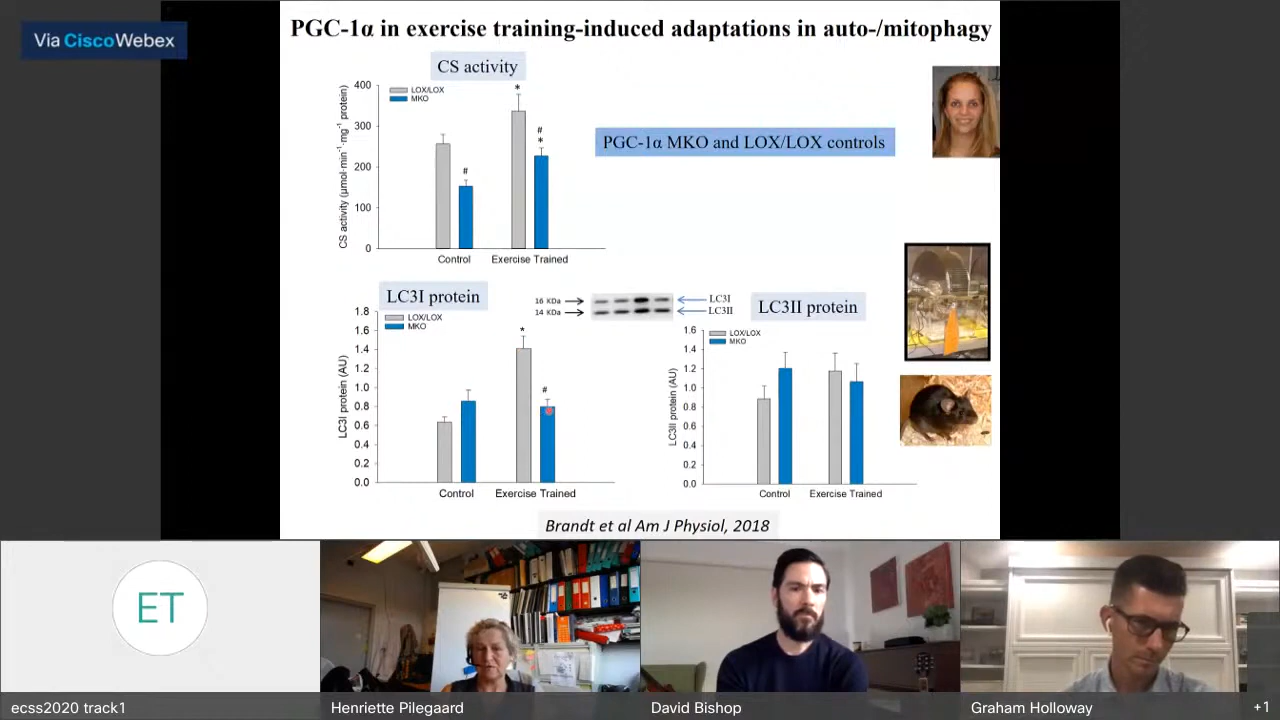 Via Cisco Webex
PGC-1α in exercise training-induced adaptations in auto-/mitophagy
CS activity
CS activity (µmol·min⁻¹·mg⁻¹ protein)
400
300
200
100
0
LOX/LOX
MKO
#
*
#
*
Control
Exercise Trained
PGC-1α MKO and LOX/LOX controls
LC3I protein
LC3I protein (AU)
1.8
1.6
1.4
1.2
1.0
0.8
0.6
0.4
0.2
0.0
LOX/LOX
MKO
*
#
Control
Exercise Trained
16 KDa
14 KDa
LC3I
LC3II
LC3II protein
LC3II protein (AU)
1.6
1.4
1.2
1.0
0.8
0.6
0.4
0.2
0.0
LOX/LOX
MKO
Control
Exercise Trained
Brandt et al Am J Physiol, 2018
ET
ecss2020 track1
Henriette Pilegaard
David Bishop
Graham Holloway
+1